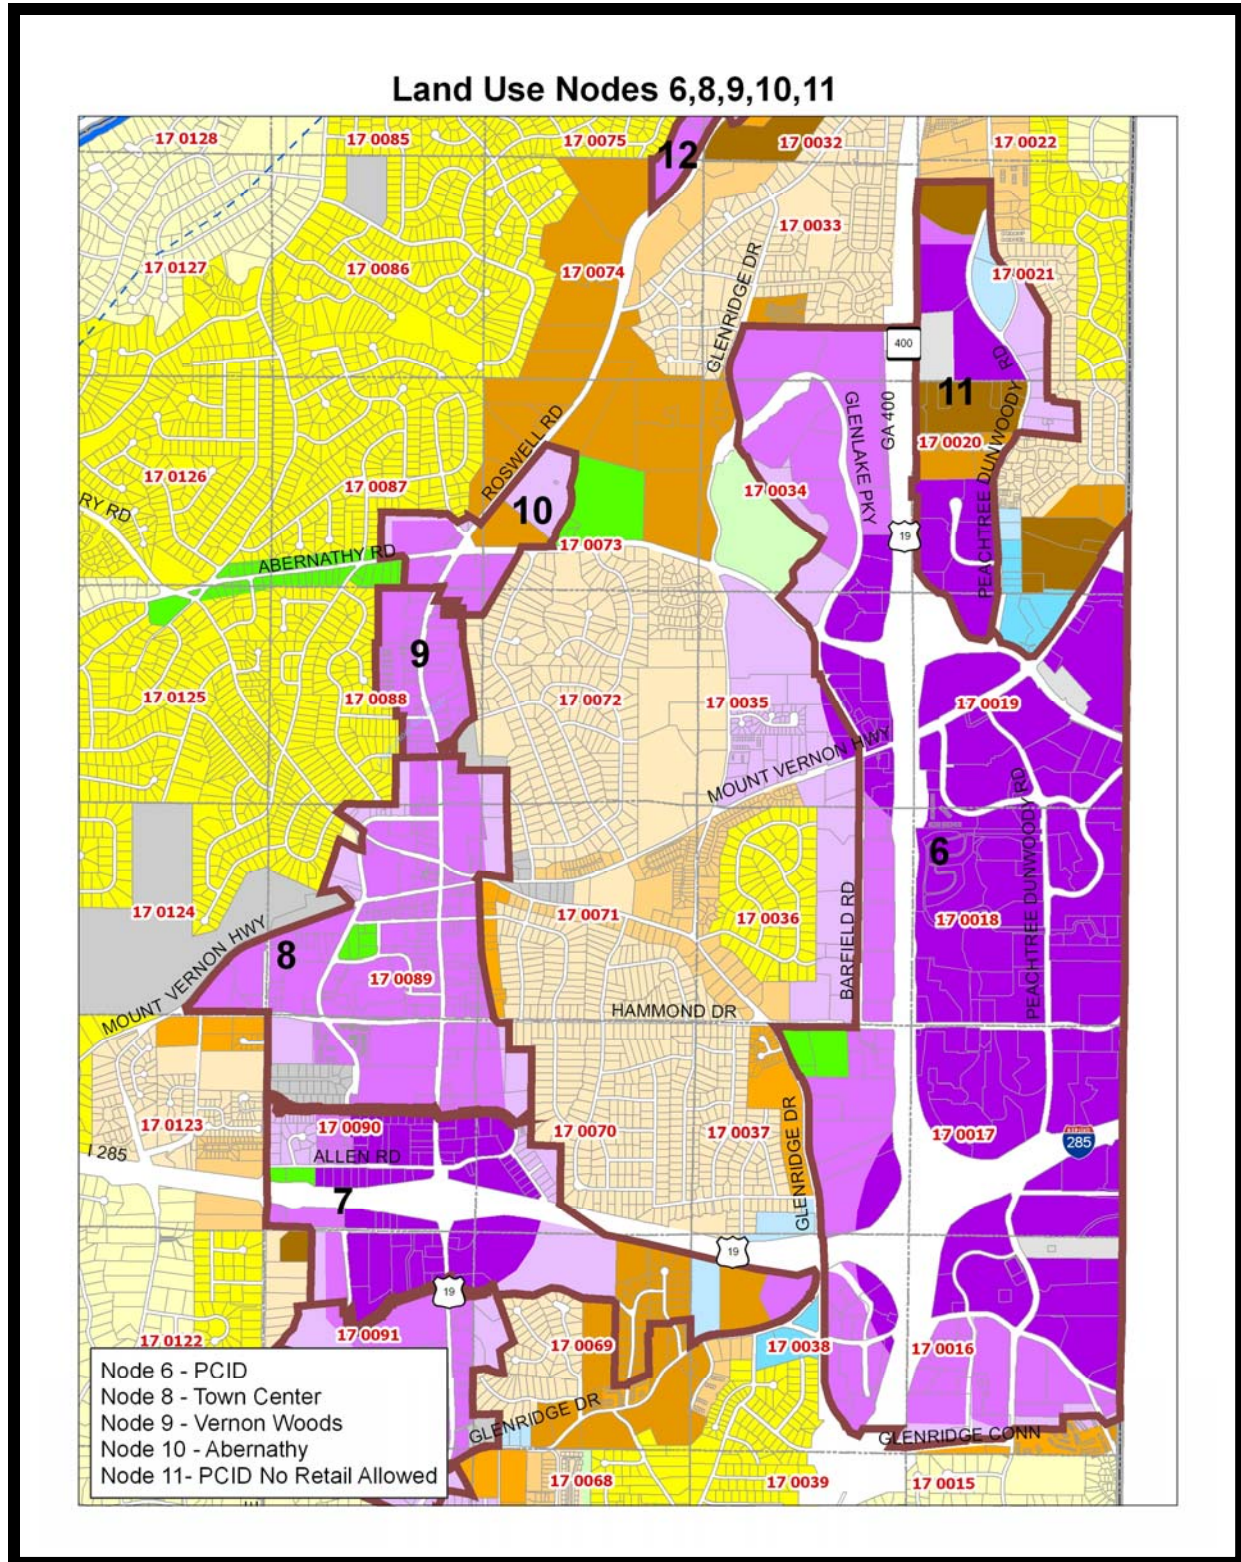 Land Use Nodes 6,8,9,10,11
17 0128
17 0085
17 0075
12
17 0032
17 0022
17 0033
17 0127
17 0086
17 0074
GLENRIDGE DR
17 0021
400
RD
11
GLENLAKE PKY
GA 400
PEACHTREE DUNWOODY
17 0020
ROSWELL RD
17 0126
17 0087
10
17 0034
RY RD
19
17 0073
ABERNATHY RD
9
17 0125
17 0088
17 0072
17 0035
17 0019
MOUNT VERNON HWY
PEACHTREE DUNWOODY RD
6
17 0124
17 0071
17 0036
17 0018
BARFIELD RD
MOUNT VERNON HWY
8
17 0089
HAMMOND DR
17 0123
17 0090
17 0070
17 0037
17 0017
285
I 285
ALLEN RD
GLENRIDGE DR
7
19
19
17 0122
17 0091
17 0069
17 0038
17 0016
Node 6 - PCID
Node 8 - Town Center
Node 9 - Vernon Woods
Node 10 - Abernathy
Node 11- PCID No Retail Allowed
GLENRIDGE DR
GLENRIDGE CONN
17 0068
17 0039
17 0015